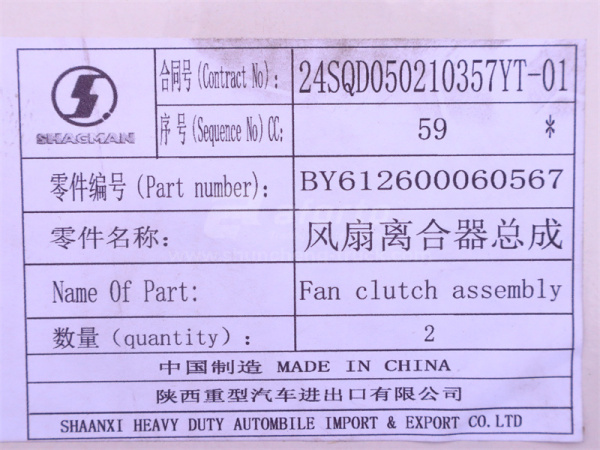 SHACMAN
合同号(Contract No): 24SQD050210357YT-01
序号(Sequence No)CC: 59 *
零件编号(Part number): BY612600060567
零件名称: 风扇离合器总成
Name Of Part: Fan clutch assembly
数量(quantity): 2
中国制造 MADE IN CHINA
陕西重型汽车进出口有限公司
SHAANXI HEAVY DUTY AUTOMBILE IMPORT & EXPORT CO.LTD